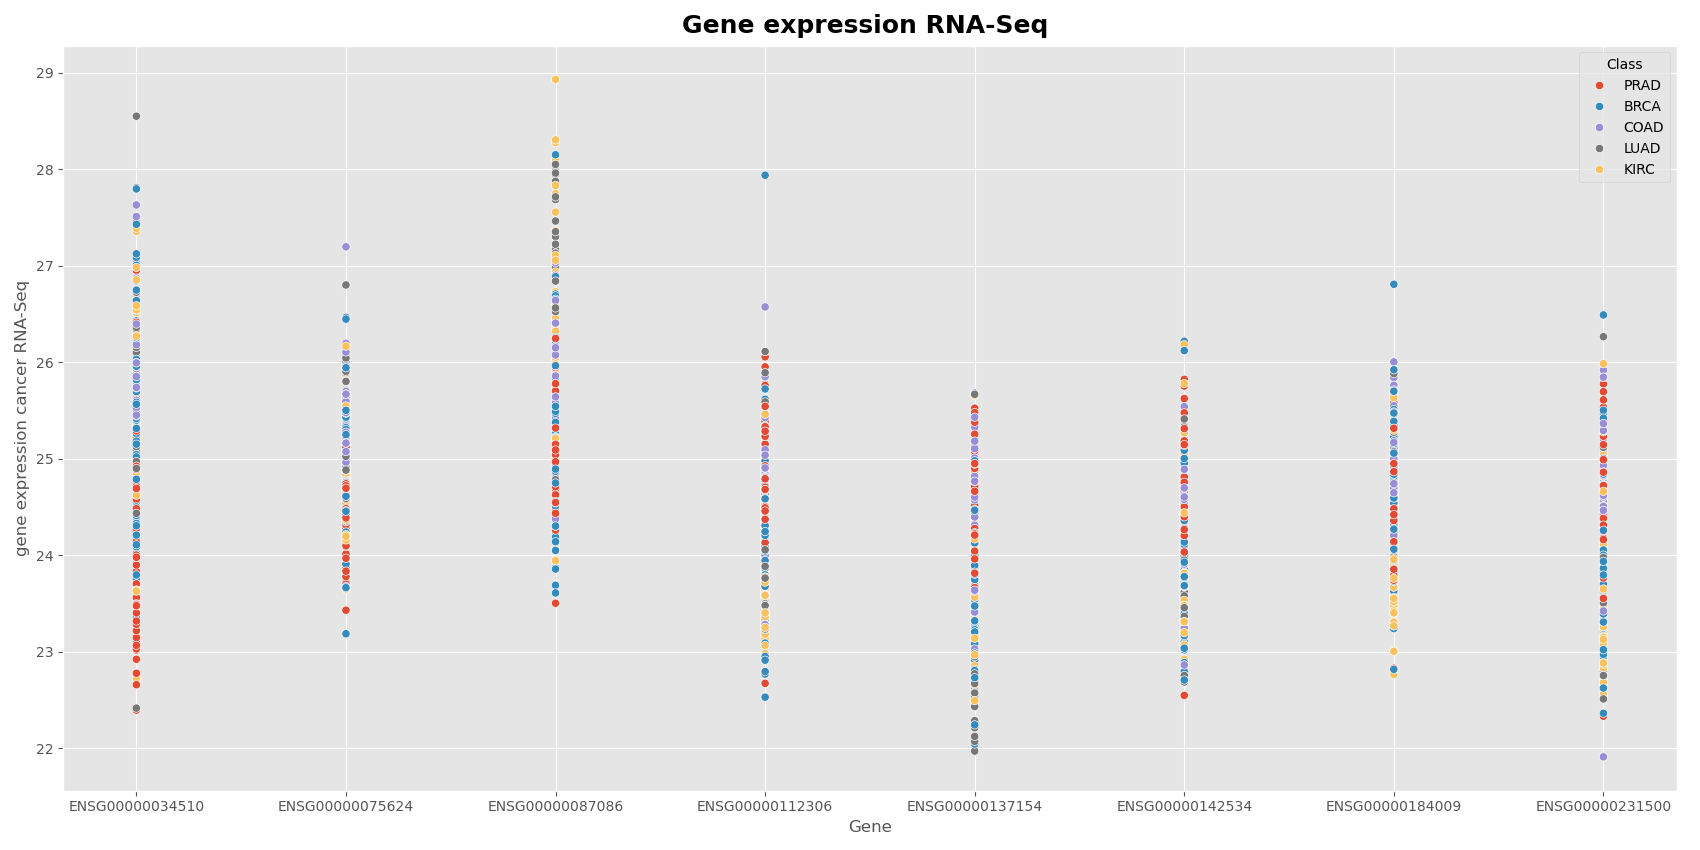 Gene expression RNA-Seq
Class
PRAD
BRCA
COAD
LUAD
KIRC
29
28
27
26
25
24
23
22
gene expression cancer RNA-Seq
ENSG00000034510
ENSG00000075624
ENSG00000087086
ENSG00000112306
ENSG00000137154
ENSG00000142534
ENSG00000184009
ENSG00000231500
Gene